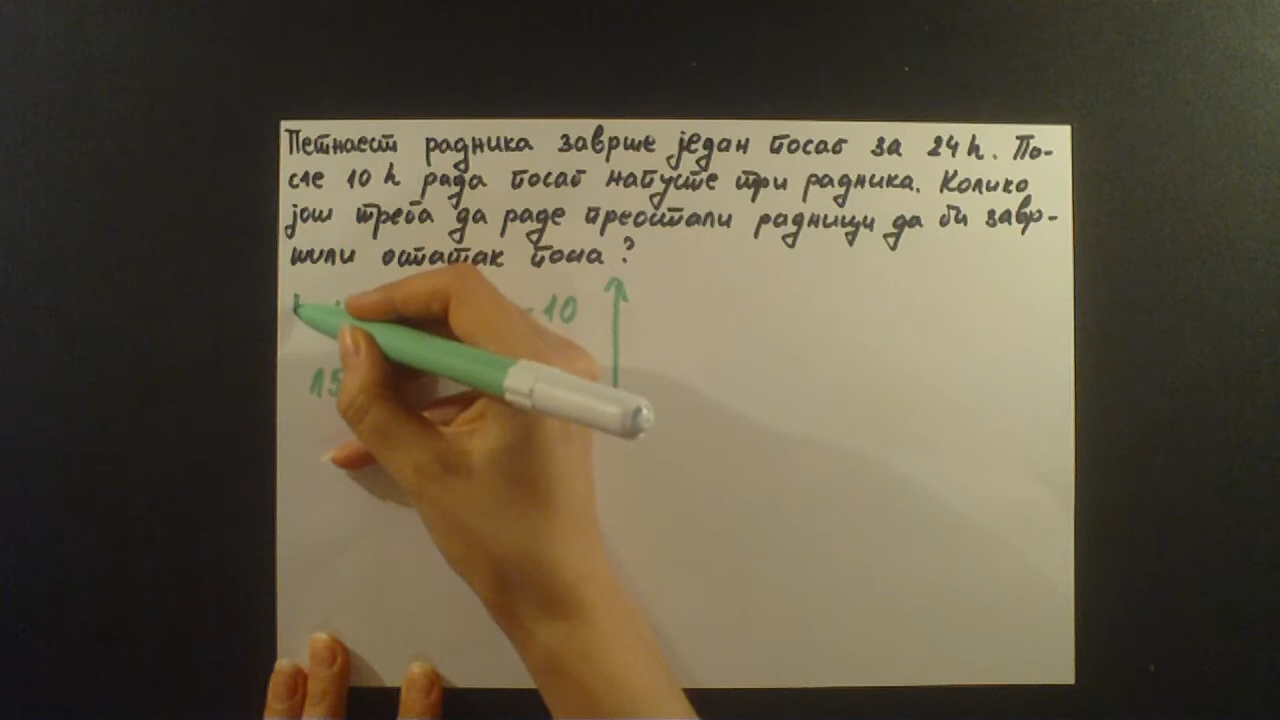 Петнаест радника заврше један посао за 24 h. По-
сле 10 h рада посао напусте три радника. Колико
још треба да раде преостали радници да би завр-
шили остатак посла?
- 10
15